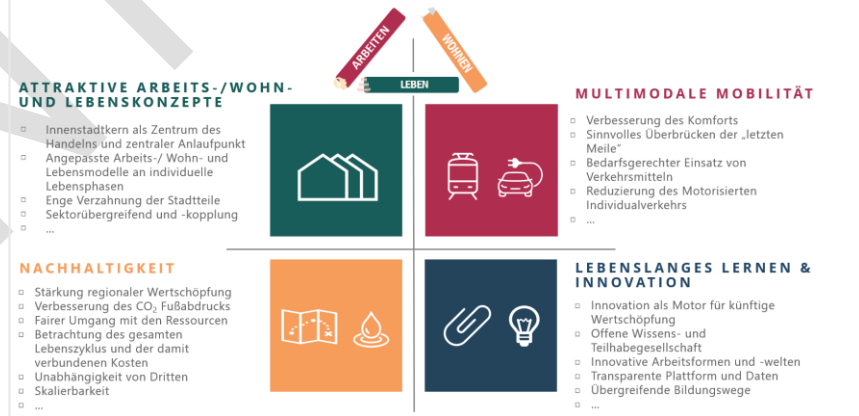 ARBEITEN
WOHNEN
LEBEN
ATTRAKTIVE ARBEITS-/WOHN-
UND LEBENSKONZEPTE
Innenstadtkern als Zentrum des
Handelns und zentraler Anlaufpunkt
Angepasste Arbeits-/ Wohn- und
Lebensmodelle an individuelle
Lebensphasen
Enge Verzahnung der Stadtteile
Sektorübergreifend und -kopplung
...
MULTIMODALE MOBILITÄT
Verbesserung des Komforts
Sinnvolles Überbrücken der „letzten
Meile“
Bedarfsgerechter Einsatz von
Verkehrsmitteln
Reduzierung des Motorisierten
Individualverkehrs
...
NACHHALTIGKEIT
Stärkung regionaler Wertschöpfung
Verbesserung des CO₂ Fußabdrucks
Fairer Umgang mit den Ressourcen
Betrachtung des gesamten
Lebenszyklus und der damit
verbundenen Kosten
Unabhängigkeit von Dritten
Skalierbarkeit
...
LEBENSLANGES LERNEN &
INNOVATION
Innovation als Motor für künftige
Wertschöpfung
Offene Wissens- und
Teilhabegesellschaft
Innovative Arbeitsformen und -welten
Transparente Plattform und Daten
Übergreifende Bildungswege
...